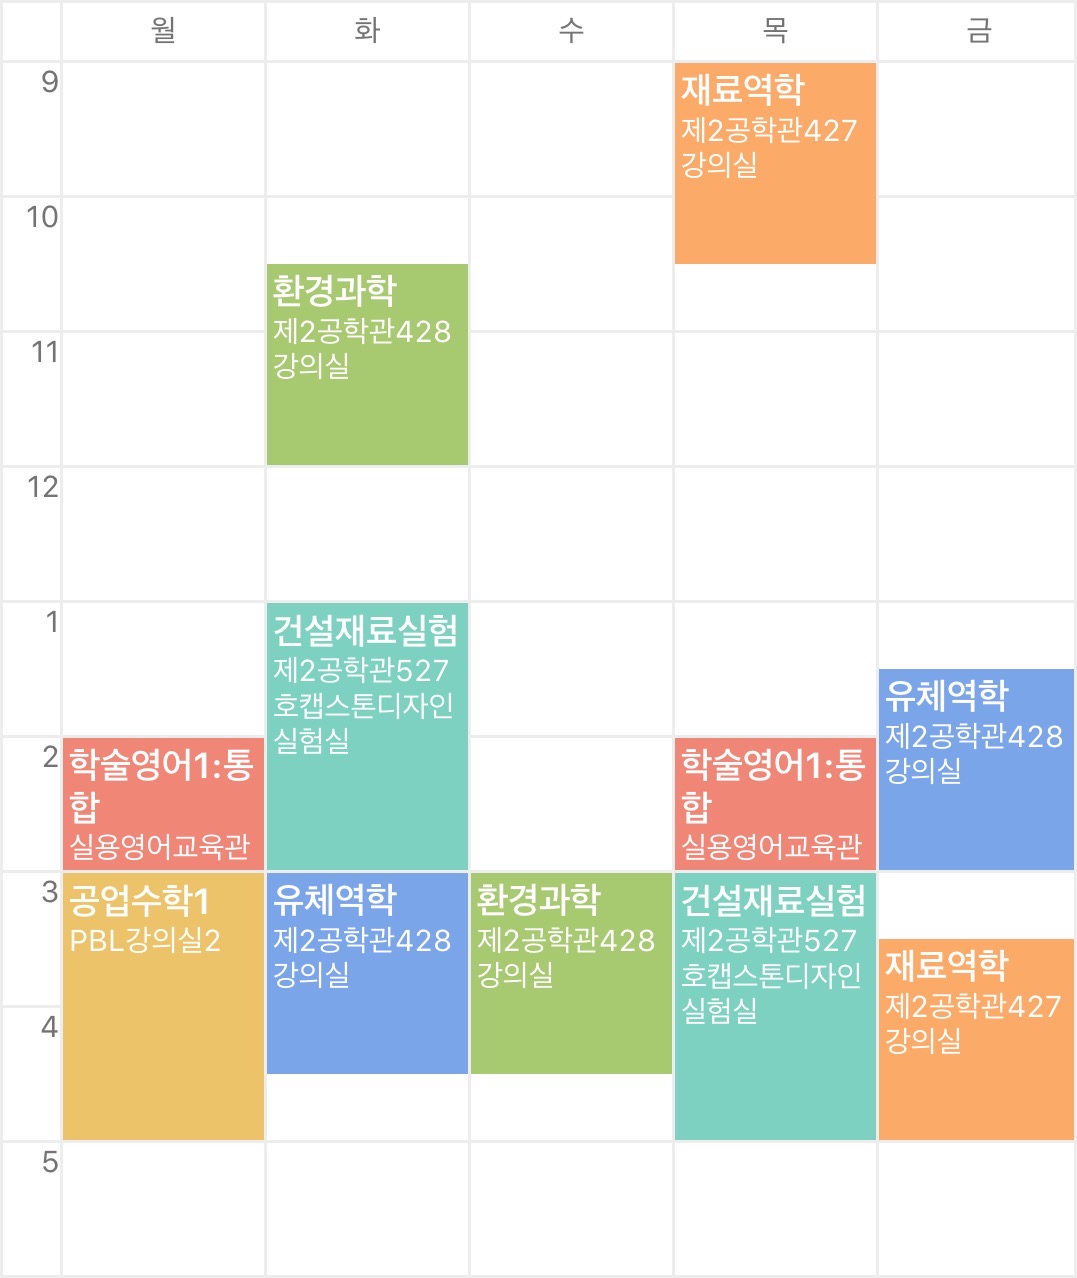 월 화 수 목 금
9
재료역학
제2공학관427
강의실
10
환경과학
제2공학관428
강의실
11
12
1
건설재료실험
제2공학관527
호캡스톤디자인
실험실
유체역학
제2공학관428
강의실
2
학술영어1:통
합
실용영어교육관
학술영어1:통
합
실용영어교육관
3
공업수학1
PBL강의실2
유체역학
제2공학관428
강의실
환경과학
제2공학관428
강의실
건설재료실험
제2공학관527
호캡스톤디자인
실험실
재료역학
제2공학관427
강의실
4
5